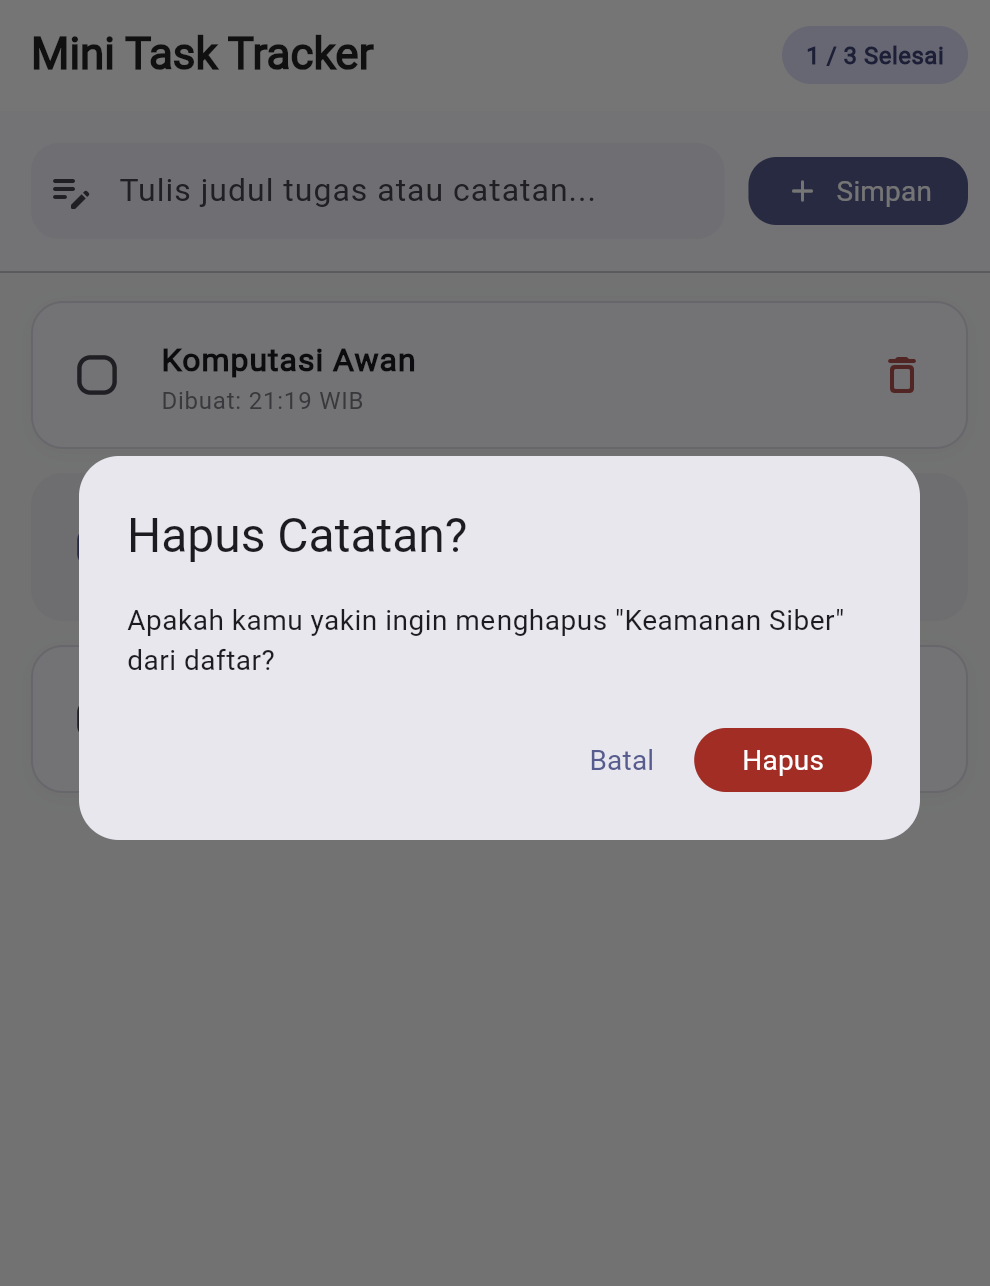 Mini Task Tracker
1 / 3 Selesai
Tulis judul tugas atau catatan...
Simpan
Komputasi Awan
Dibuat: 21:19 WIB
Hapus Catatan?
Apakah kamu yakin ingin menghapus "Keamanan Siber"
dari daftar?
Batal
Hapus